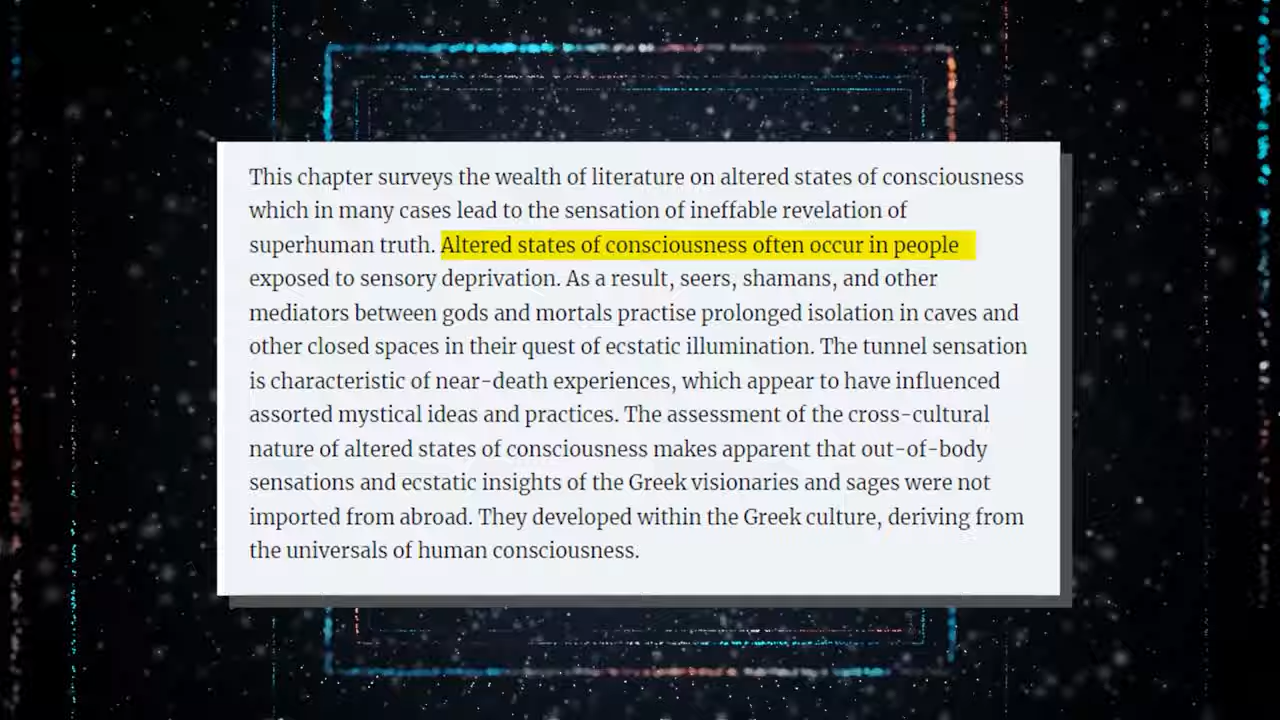 This chapter surveys the wealth of literature on altered states of consciousness
which in many cases lead to the sensation of ineffable revelation of
superhuman truth. Altered states of consciousness often occur in people
exposed to sensory deprivation. As a result, seers, shamans, and other
mediators between gods and mortals practise prolonged isolation in caves and
other closed spaces in their quest of ecstatic illumination. The tunnel sensation
is characteristic of near-death experiences, which appear to have influenced
assorted mystical ideas and practices. The assessment of the cross-cultural
nature of altered states of consciousness makes apparent that out-of-body
sensations and ecstatic insights of the Greek visionaries and sages were not
imported from abroad. They developed within the Greek culture, deriving from
the universals of human consciousness.